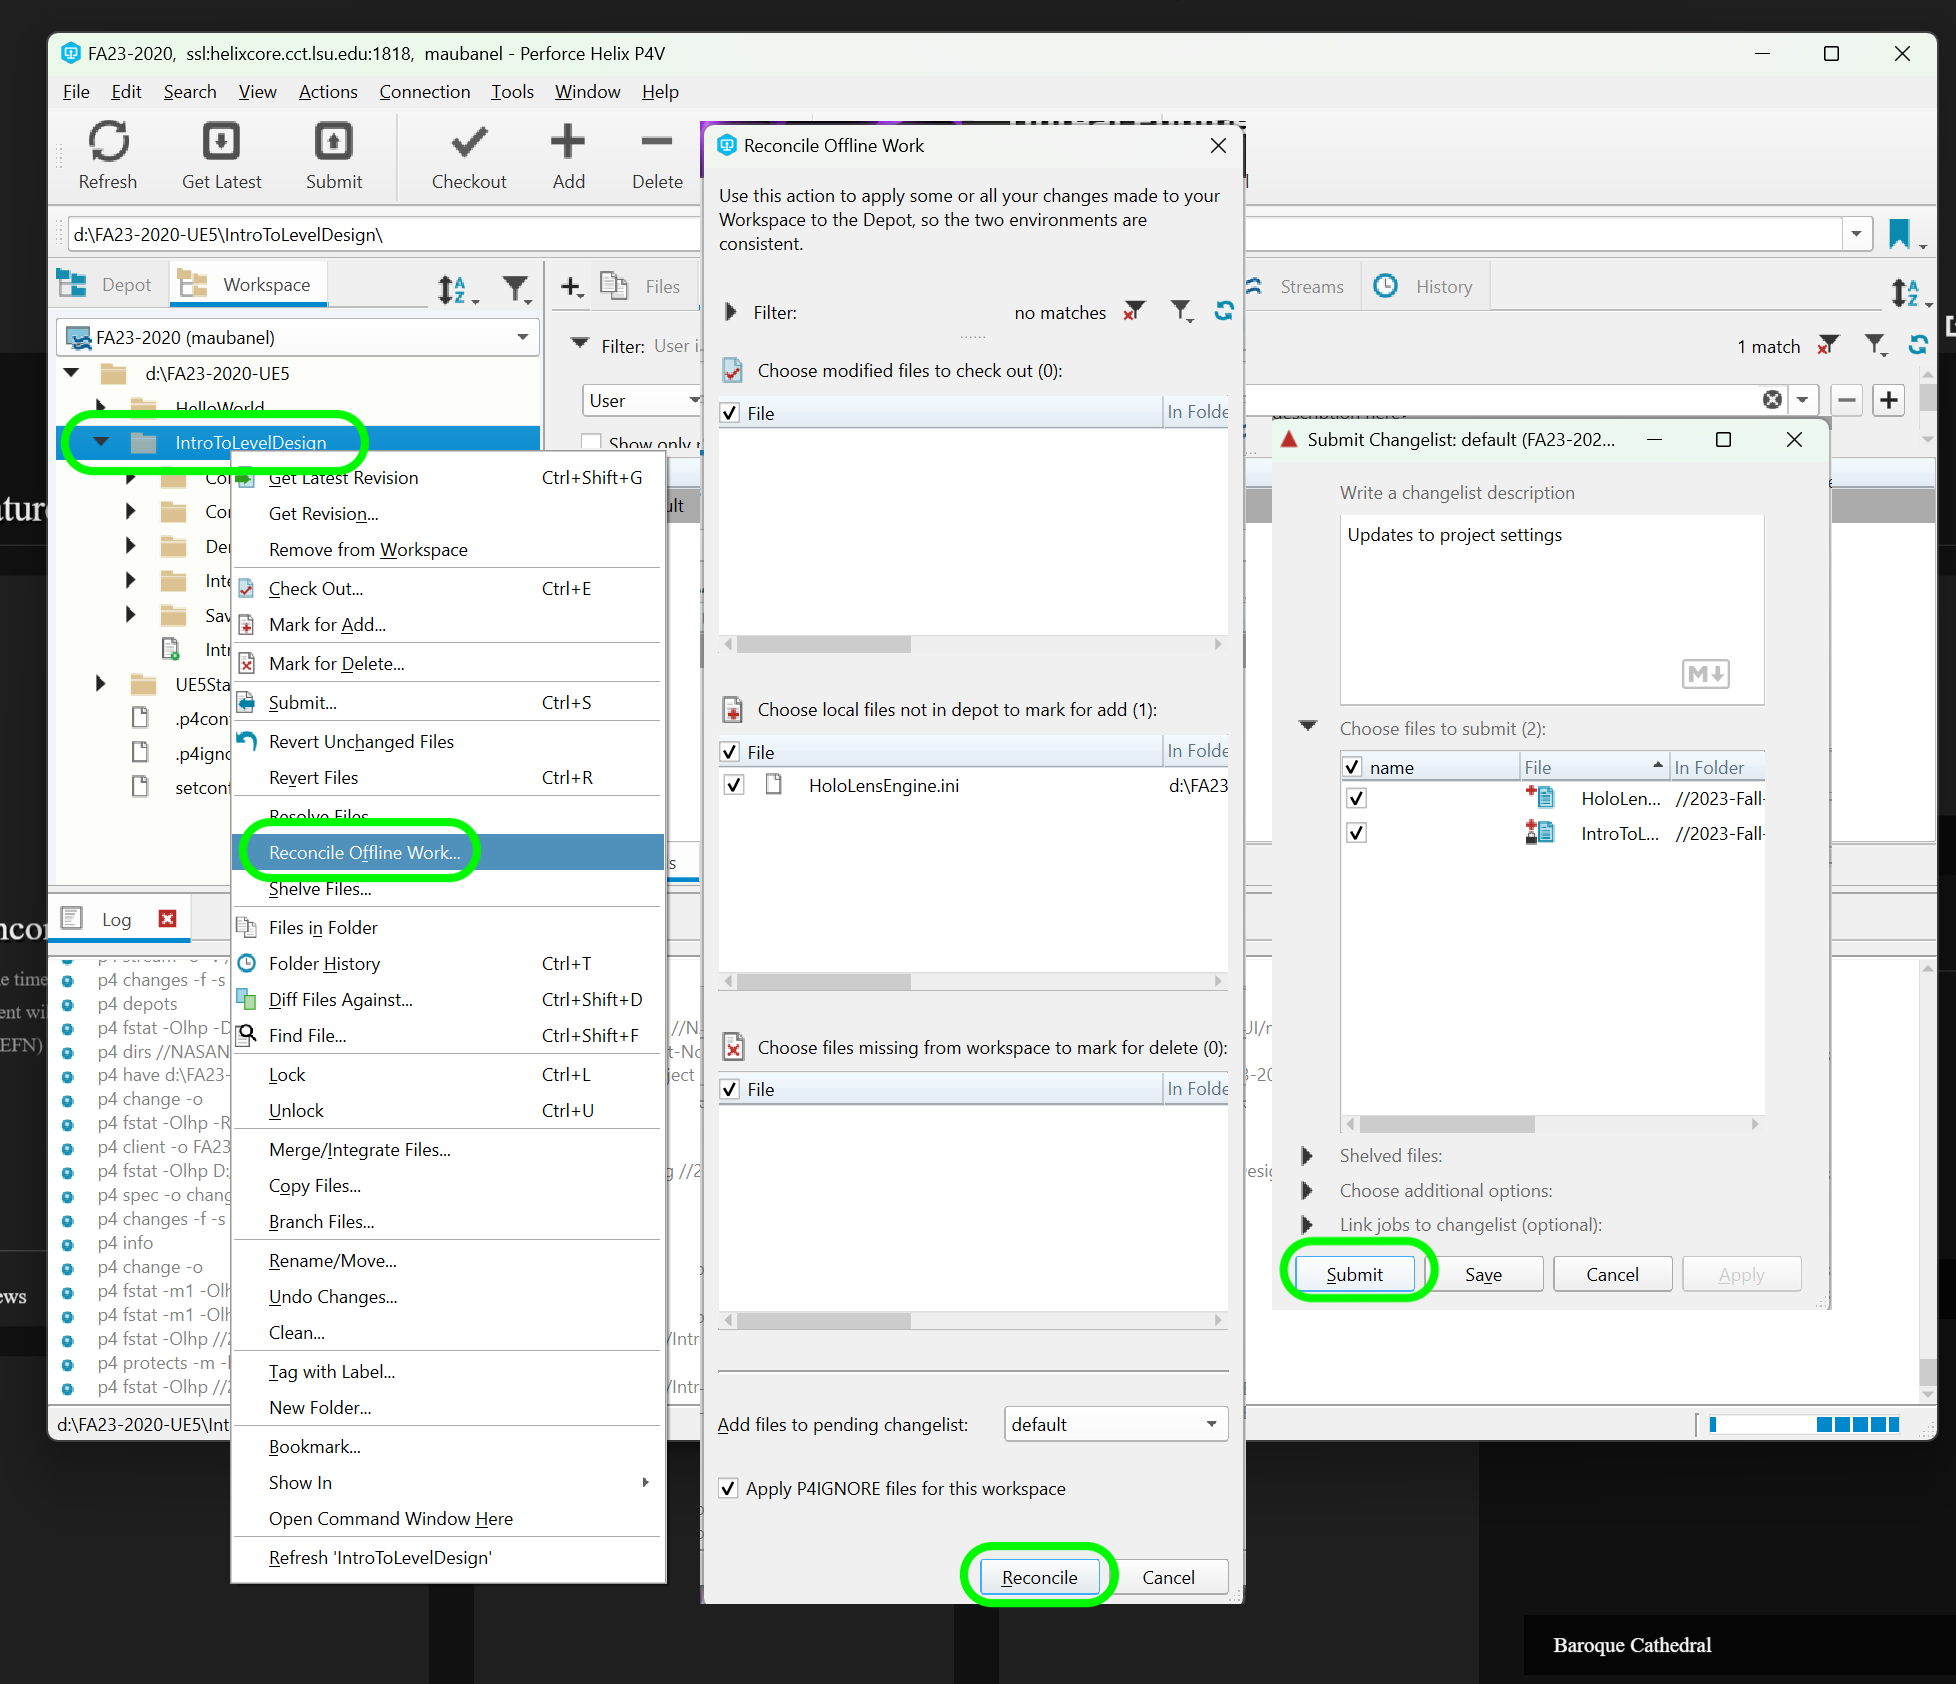 FA23-2020, ssl:helixcore.cct.lsu.edu:1818, maubanel - Perforce Helix P4V
File Edit Search View Actions Connection Tools Window Help
Refresh Get Latest Submit Checkout Add Delete
d:\FA23-2020-UE5\IntroToLevelDesign\
Depot Workspace
FA23-2020 (maubanel)
d:\FA23-2020-UE5
HelloWorld
IntroToLevelDesign
UE5Sta
.p4con
.p4igno
setconf
Files Streams History
Filter: User i
1 match
User
Show only
Get Latest Revision Ctrl+Shift+G
Get Revision...
Remove from Workspace
Check Out... Ctrl+E
Mark for Add...
Mark for Delete...
Submit... Ctrl+S
Revert Unchanged Files
Revert Files Ctrl+R
Resolve Files
Reconcile Offline Work...
Shelve Files...
Files in Folder
Folder History Ctrl+T
Diff Files Against... Ctrl+Shift+D
Find File... Ctrl+Shift+F
Lock Ctrl+L
Unlock Ctrl+U
Merge/Integrate Files...
Copy Files...
Branch Files...
Rename/Move...
Undo Changes...
Clean...
Tag with Label...
New Folder...
Bookmark...
Show In
Open Command Window Here
Refresh 'IntroToLevelDesign'
Log
p4 changes -f -s
p4 depots
p4 fstat -Olhp -D
p4 dirs //NASAN
p4 have d:\FA23-
p4 change -o
p4 fstat -Olhp -R
p4 client -o FA23
p4 fstat -Olhp D:
p4 spec -o chang
p4 changes -f -s
p4 info
p4 change -o
p4 fstat -m1 -Olh
p4 fstat -m1 -Olh
p4 fstat -Olhp //2
p4 protects -m -
p4 fstat -Olhp //2
d:\FA23-2020-UE5\Int
Reconcile Offline Work
Use this action to apply some or all your changes made to your
Workspace to the Depot, so the two environments are
consistent.
Filter: no matches
Choose modified files to check out (0):
File In Folde
Choose local files not in depot to mark for add (1):
File In Folde
HoloLensEngine.ini d:\FA23
Choose files missing from workspace to mark for delete (0):
File In Folde
Add files to pending changelist: default
Apply P4IGNORE files for this workspace
Reconcile Cancel
Submit Changelist: default (FA23-202...
Write a changelist description
Updates to project settings
M
Choose files to submit (2):
name File In Folder
HoloLen... //2023-Fall-
IntroToL... //2023-Fall-
Shelved files:
Choose additional options:
Link jobs to changelist (optional):
Submit Save Cancel Apply
Baroque Cathedral